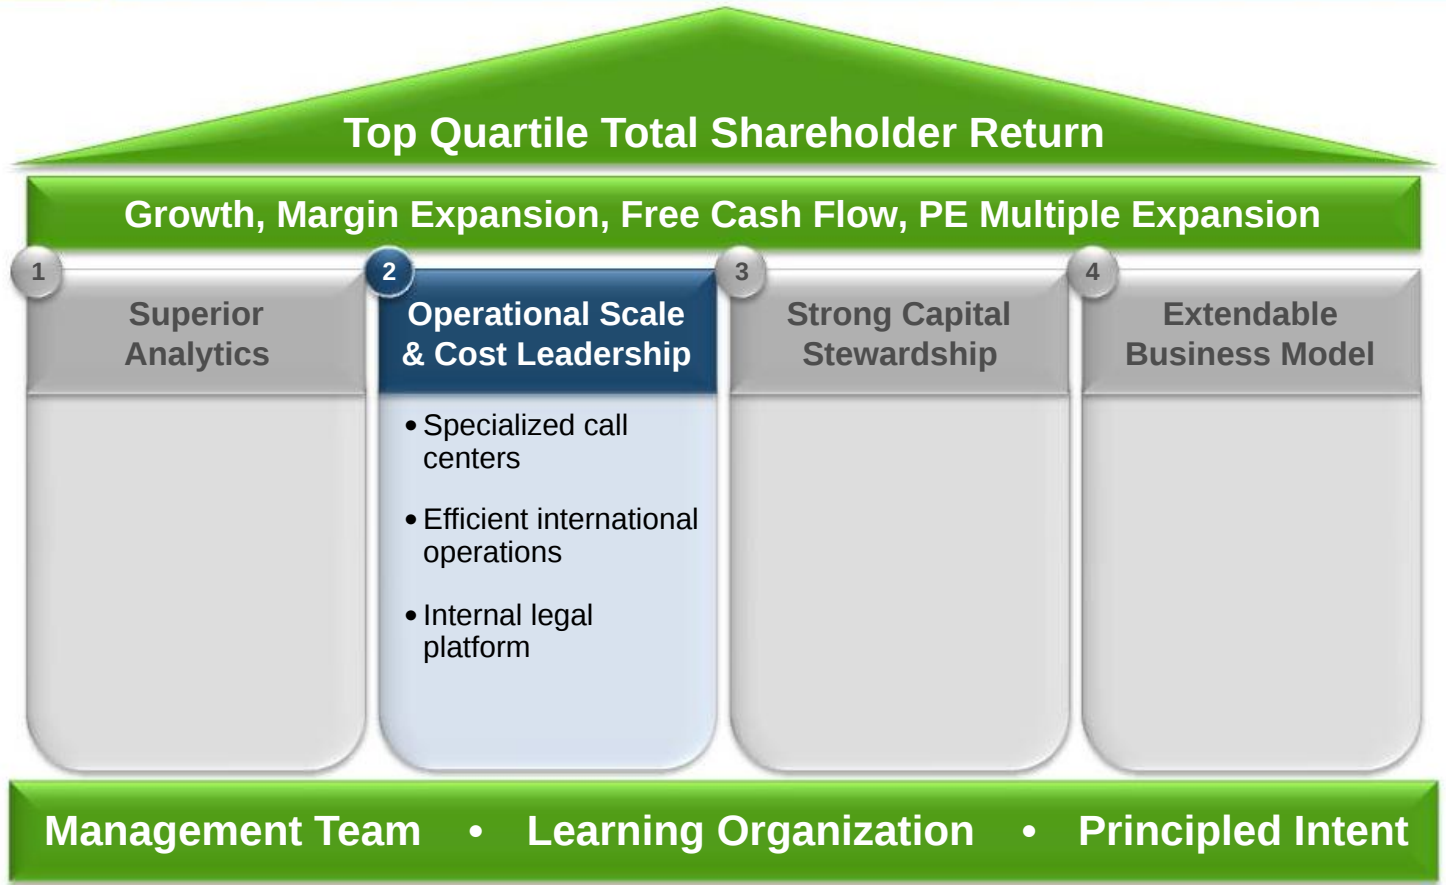 Top Quartile Total Shareholder Return
Growth, Margin Expansion, Free Cash Flow, PE Multiple Expansion
1
Superior
Analytics
2
Operational Scale
& Cost Leadership
• Specialized call
centers
• Efficient international
operations
• Internal legal
platform
3
Strong Capital
Stewardship
4
Extendable
Business Model
Management Team • Learning Organization • Principled Intent